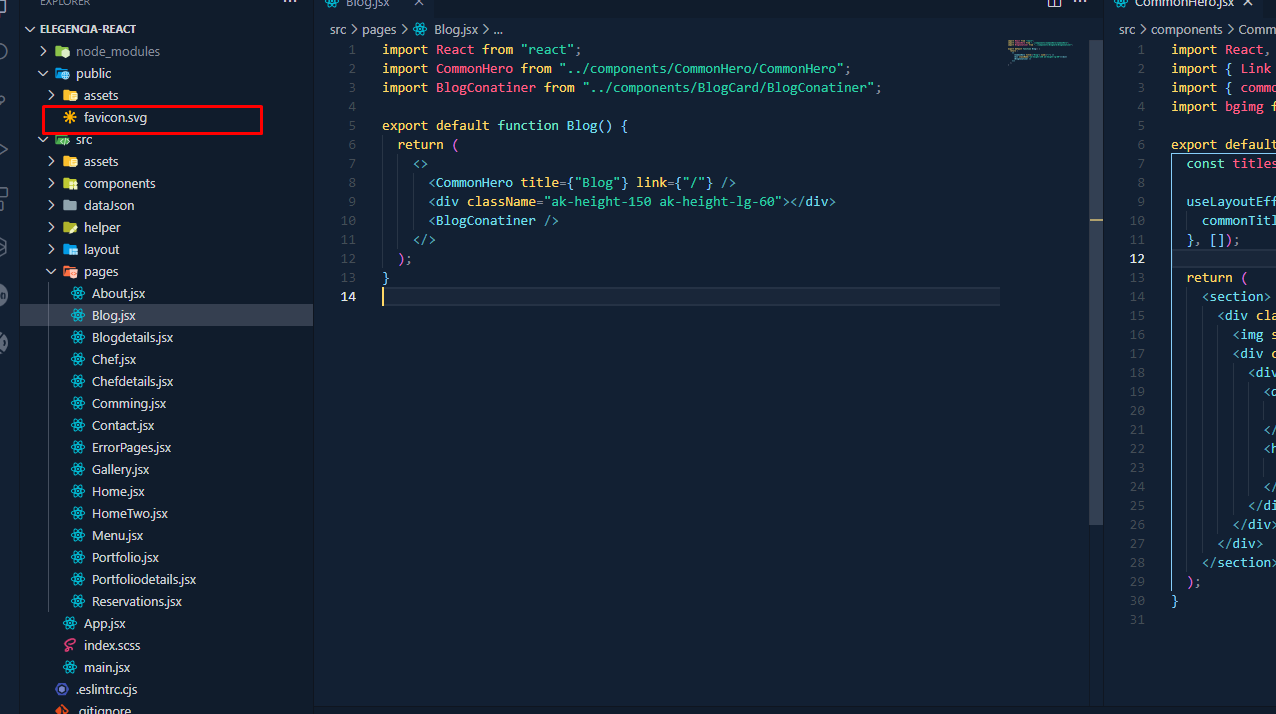 EXPLORER
ELEGENCIA-REACT
node_modules
public
assets
favicon.svg
src
assets
components
dataJson
helper
layout
pages
About.jsx
Blog.jsx
Blogdetails.jsx
Chef.jsx
Chefdetails.jsx
Comming.jsx
Contact.jsx
ErrorPages.jsx
Gallery.jsx
Home.jsx
HomeTwo.jsx
Menu.jsx
Portfolio.jsx
Portfoliodetails.jsx
Reservations.jsx
App.jsx
index.scss
main.jsx
.eslintrc.cjs
.gitignore
Blog.jsx
src > pages > Blog.jsx > ...
1 import React from "react";
2 import CommonHero from "../components/CommonHero/CommonHero";
3 import BlogConatiner from "../components/BlogCard/BlogConatiner";
4
5 export default function Blog() {
6 return (
7 <>
8 <CommonHero title={"Blog"} link={"/"} />
9 <div className="ak-height-150 ak-height-lg-60"></div>
10 <BlogConatiner />
11 </>
12 );
13 }
14
CommonHero.jsx
src > components > Comm
1 import React,
2 import { Link
3 import { commo
4 import bgimg f
5
6 export default
7 const titles
8
9 useLayoutEff
10 commonTitl
11 }, []);
12
13 return (
14 <section>
15 <div cla
16 <img s
17 <div c
18 <div
19 <d
20
21 </
22 <h
23
24 </
25 </di
26 </div>
27 </div>
28 </section>
29 );
30 }
31